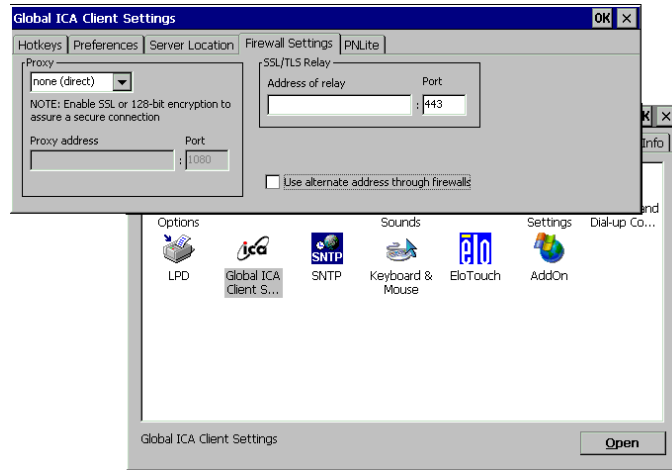 Global ICA Client Settings
OK
Hotkeys
Preferences
Server Location
Firewall Settings
PNLite
Proxy
none (direct)
NOTE: Enable SSL or 128-bit encryption to
assure a secure connection
Proxy address
Port
: 1080
SSL/TLS Relay
Address of relay
Port
: 443
Use alternate address through firewalls
K
Info
Options
Sounds
Settings
and
Dial-up Co...
LPD
ica
Global ICA
Client S...
SNTP
SNTP
Keyboard &
Mouse
elo
EloTouch
AddOn
Global ICA Client Settings
Open